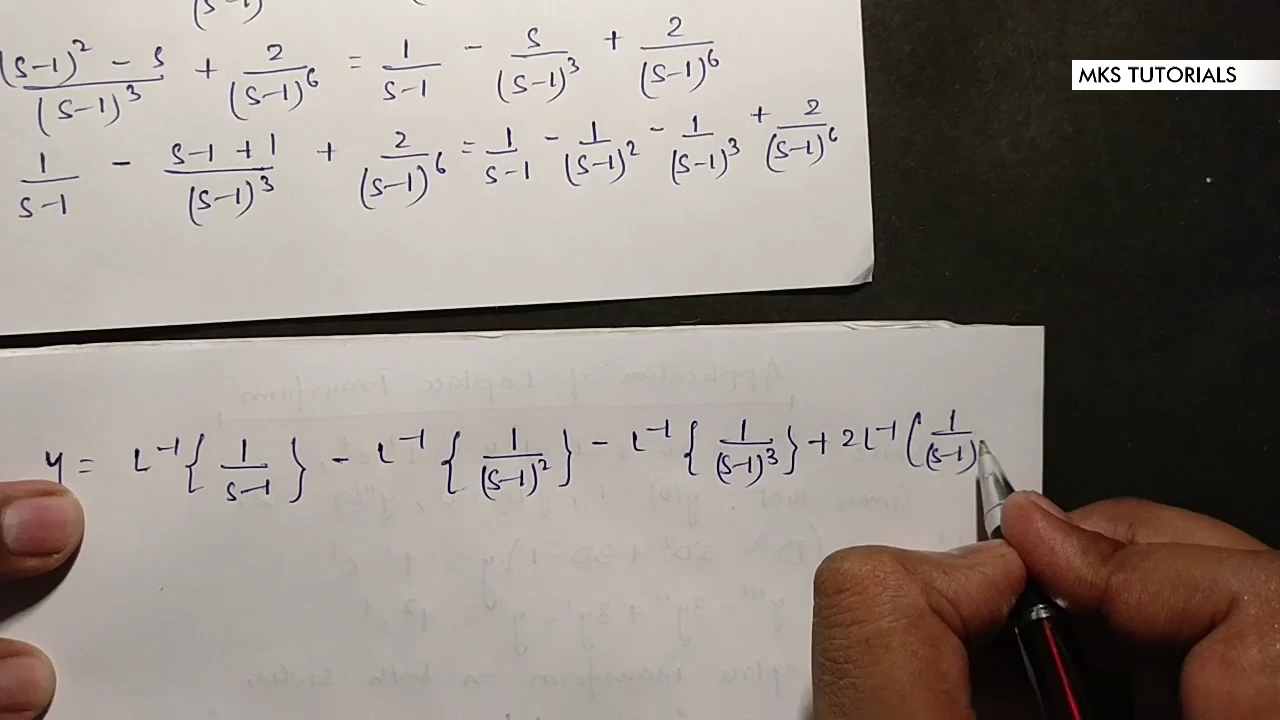 (s-1)
(s-1)² - s / (s-1)³ + 2 / (s-1)⁶ = 1 / s-1 - s / (s-1)³ + 2 / (s-1)⁶
MKS TUTORIALS
1 / s-1 - s-1+1 / (s-1)³ + 2 / (s-1)⁶ = 1 / s-1 - 1 / (s-1)² - 1 / (s-1)³ + 2 / (s-1)⁶
y = L⁻¹{ 1 / s-1 } - L⁻¹{ 1 / (s-1)² } - L⁻¹{ 1 / (s-1)³ } + 2L⁻¹( 1 / (s-1)